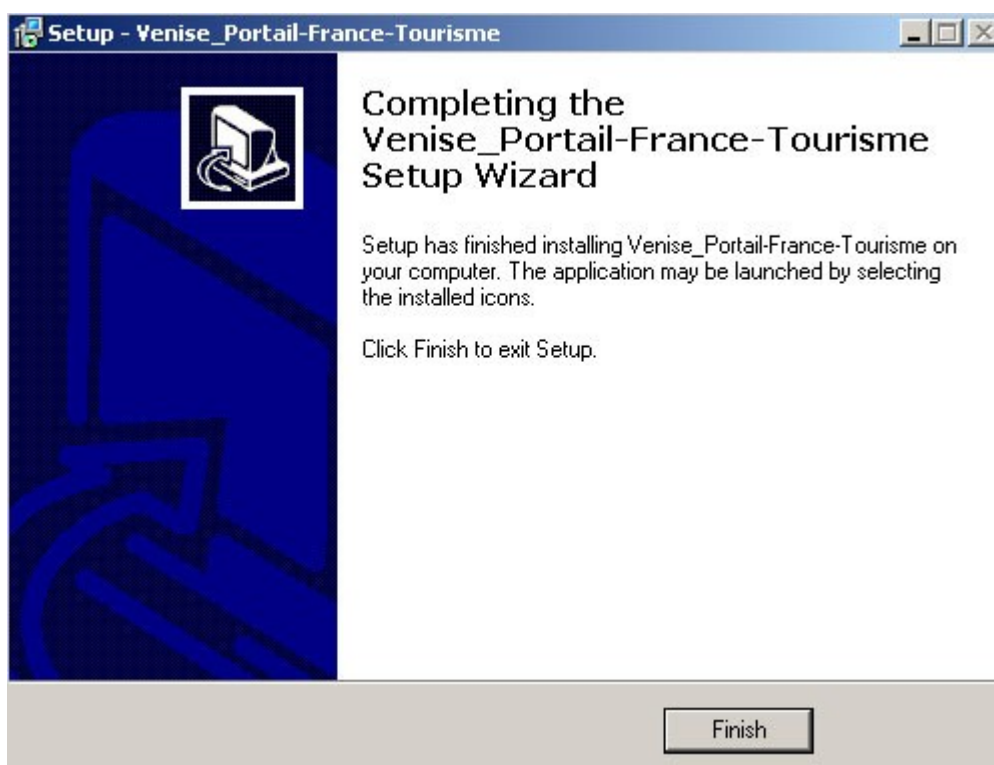 Setup - Venise_Portail-France-Tourisme
Completing the
Venise_Portail-France-Tourisme
Setup Wizard
Setup has finished installing Venise_Portail-France-Tourisme on
your computer. The application may be launched by selecting
the installed icons.
Click Finish to exit Setup.
Finish